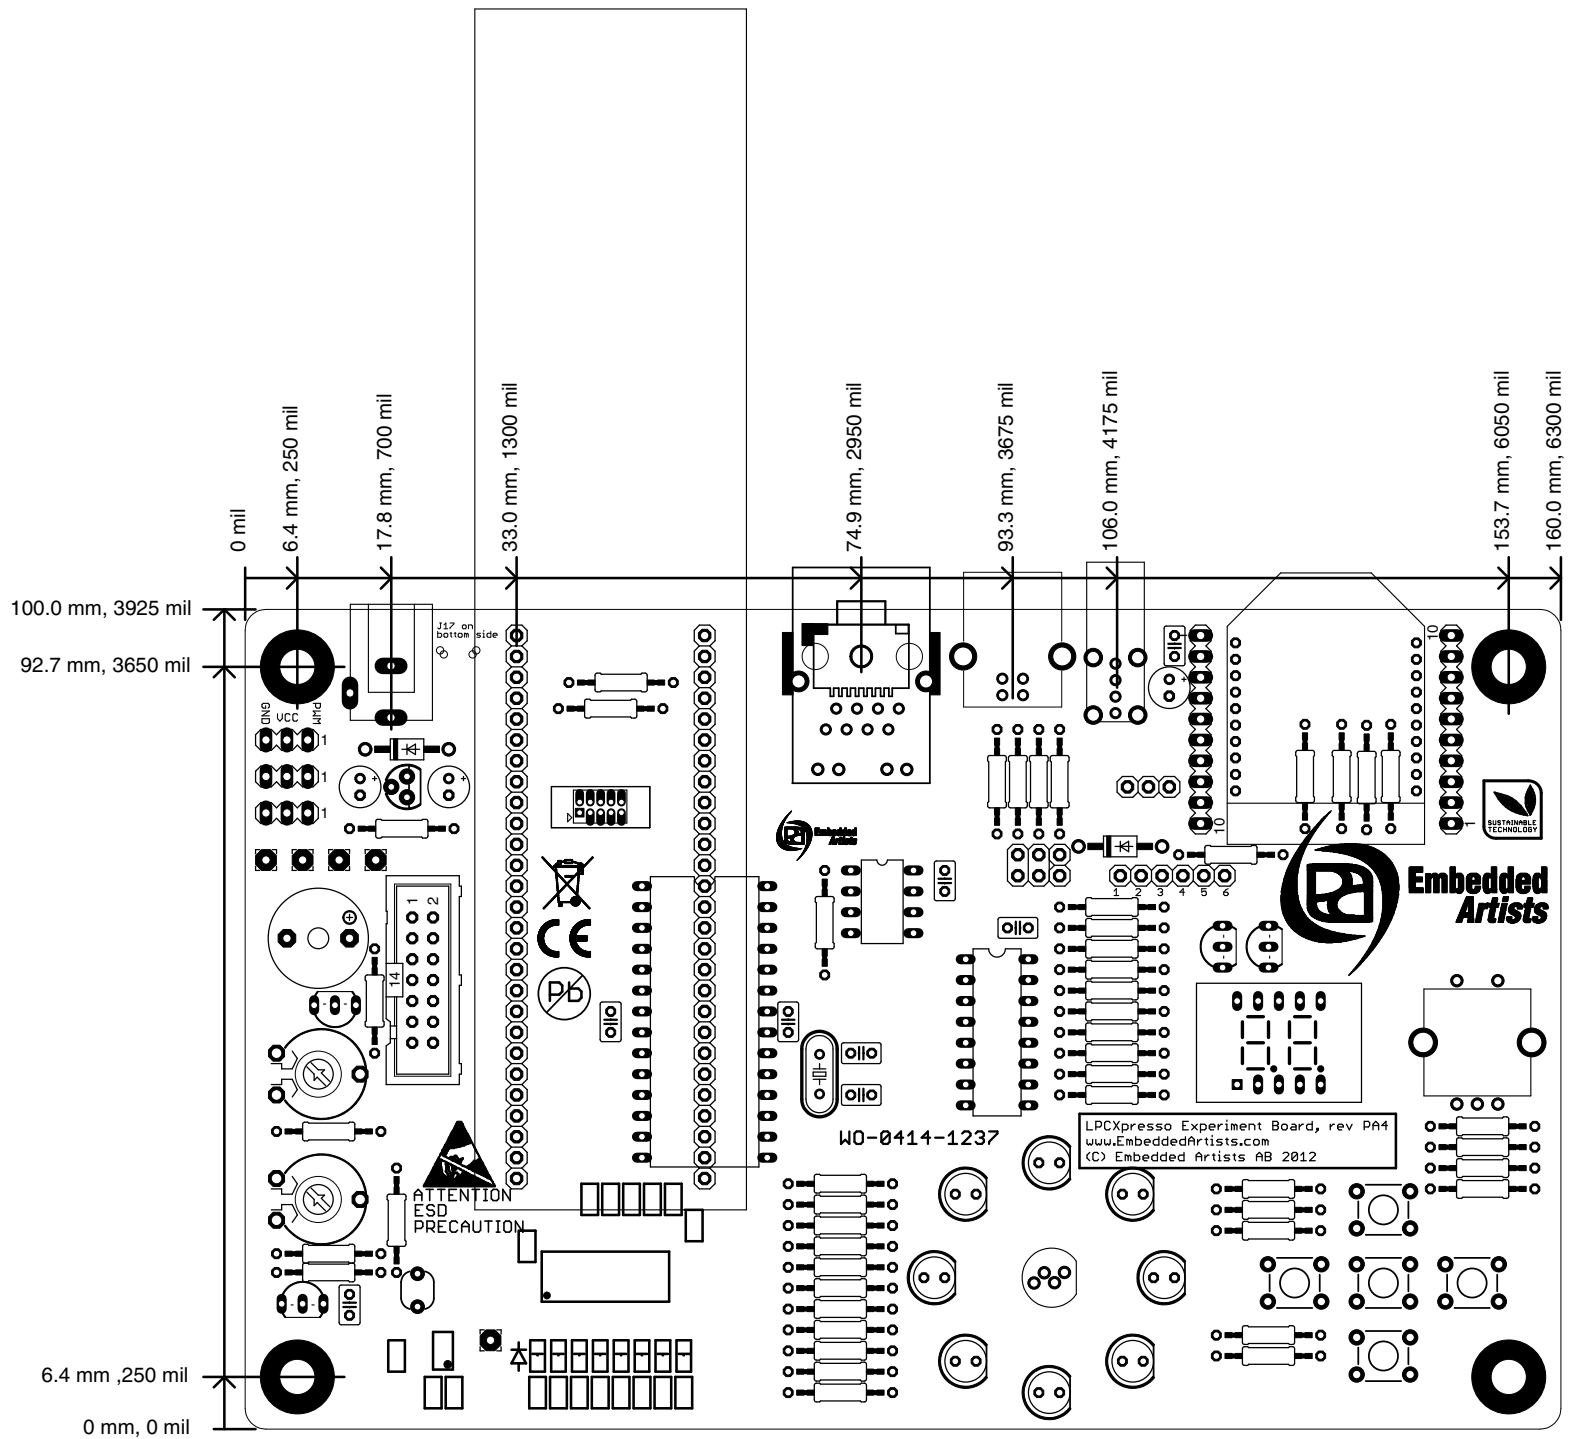 0 mil
6.4 mm, 250 mil
17.8 mm, 700 mil
33.0 mm, 1300 mil
74.9 mm, 2950 mil
93.3 mm, 3675 mil
106.0 mm, 4175 mil
153.7 mm, 6050 mil
160.0 mm, 6300 mil
100.0 mm, 3925 mil
92.7 mm, 3650 mil
6.4 mm ,250 mil
0 mm, 0 mil
J17 on
bottom side
GND
VCC
PWM
1
1
1
10
10
1
1
SUSTAINABLE
TECHNOLOGY
Embedded
Artists
Embedded
Artists
1 2 3 4 5 6
1 2
14
CE
Pb
WO-0414-1237
LPCXpresso Experiment Board, rev PA4
www.EmbeddedArtists.com
(C) Embedded Artists AB 2012
ATTENTION
ESD
PRECAUTION